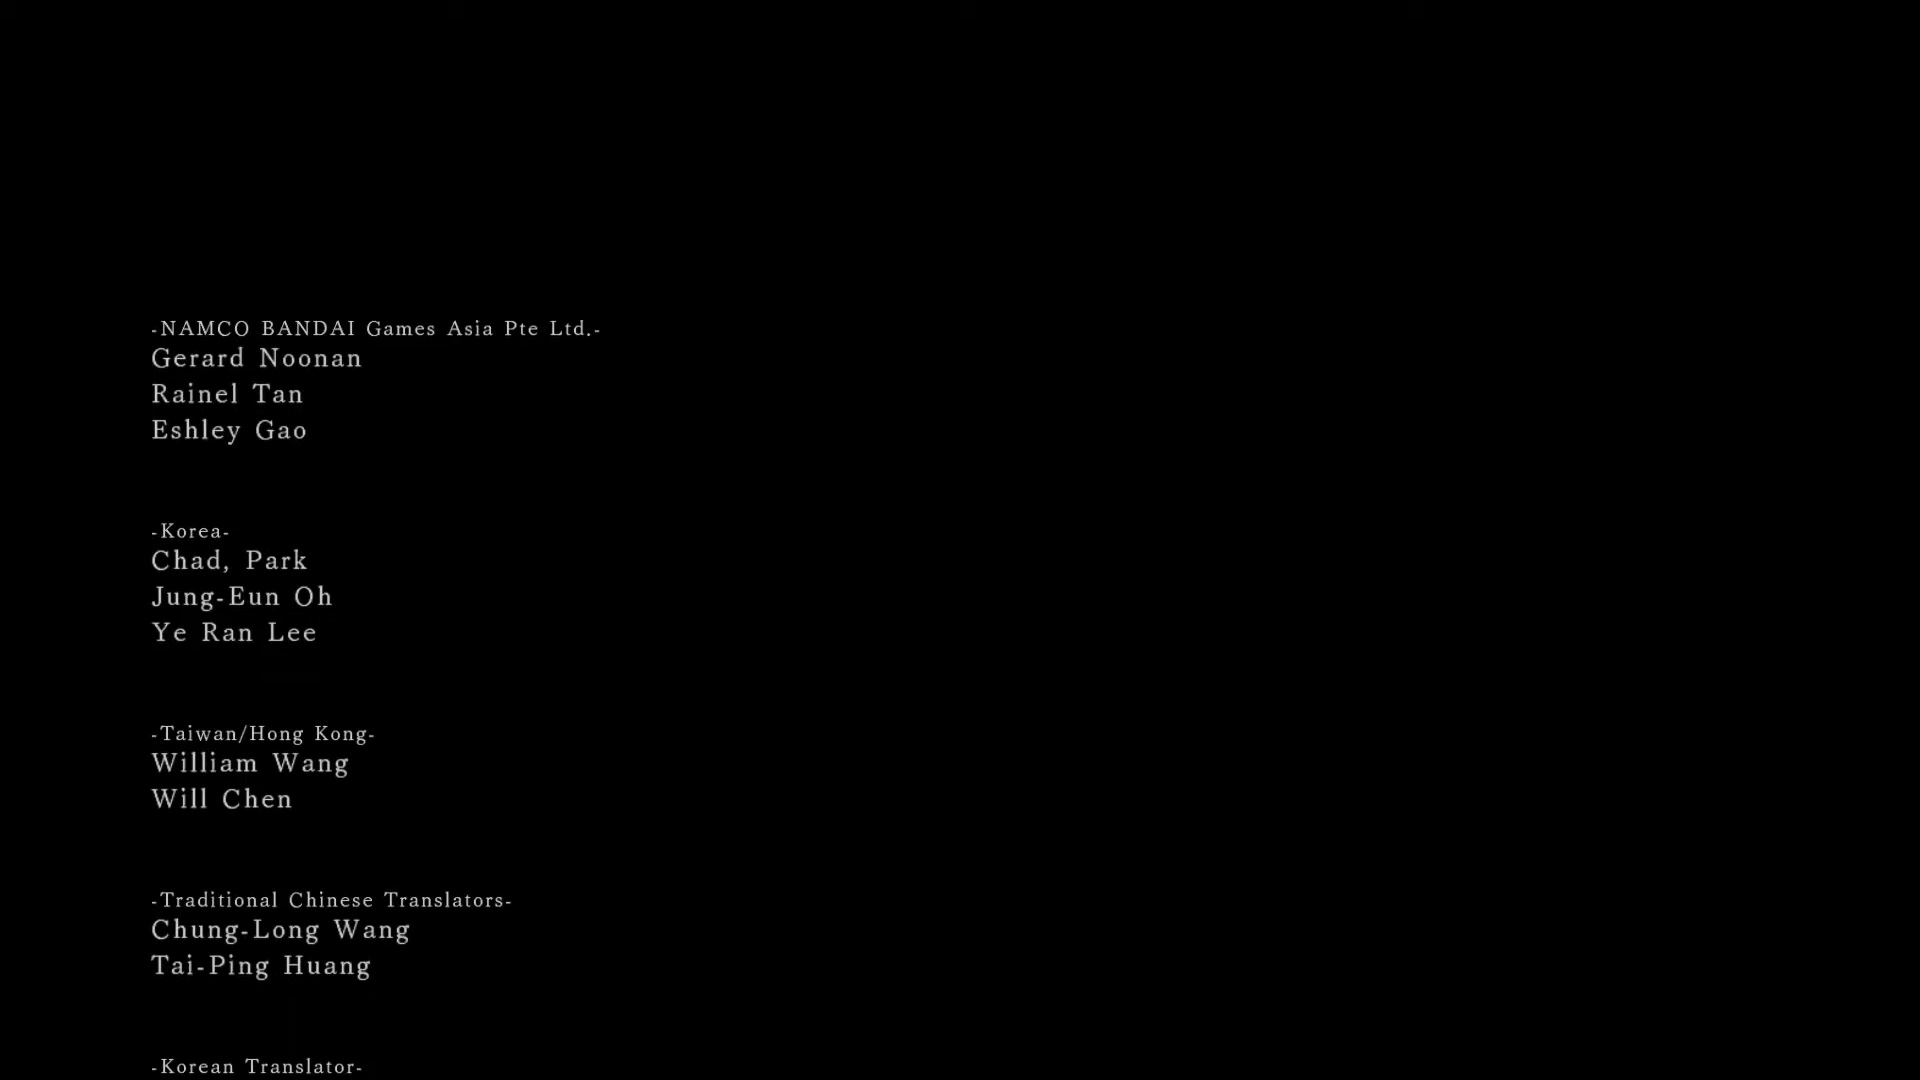 -NAMCO BANDAI Games Asia Pte Ltd.-
Gerard Noonan
Rainel Tan
Eshley Gao
-Korea-
Chad, Park
Jung-Eun Oh
Ye Ran Lee
-Taiwan/Hong Kong-
William Wang
Will Chen
-Traditional Chinese Translators-
Chung-Long Wang
Tai-Ping Huang
-Korean Translator-